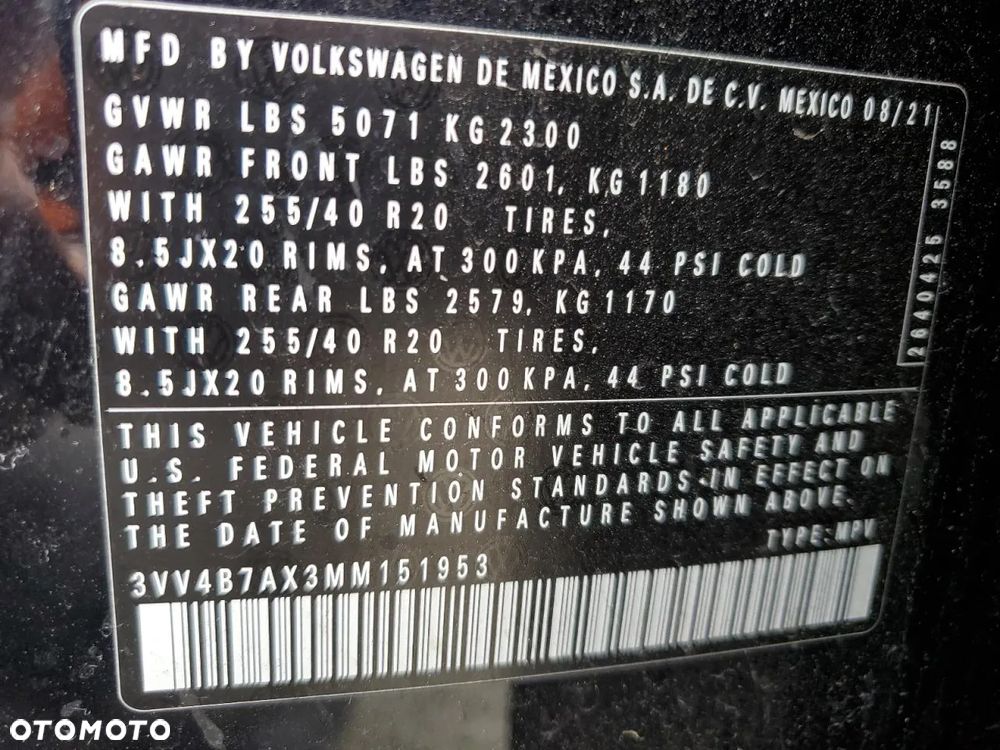 MFD BY VOLKSWAGEN DE MEXICO S.A. DE C.V. MEXICO 08/21
GVWR LBS 5071 KG 2300
GAWR FRONT LBS 2601, KG 1180
WITH 255/40 R20 TIRES,
8.5JX20 RIMS, AT 300 KPA, 44 PSI COLD
GAWR REAR LBS 2579, KG 1170
WITH 255/40 R20 TIRES,
8.5JX20 RIMS, AT 300 KPA, 44 PSI COLD
2640425 3588
THIS VEHICLE CONFORMS TO ALL APPLICABLE
U.S. FEDERAL MOTOR VEHICLE SAFETY AND
THEFT PREVENTION STANDARDS IN EFFECT ON
THE DATE OF MANUFACTURE SHOWN ABOVE.
TYPE: MPV
3VV4B7AX3MM151953
OTOMOTO